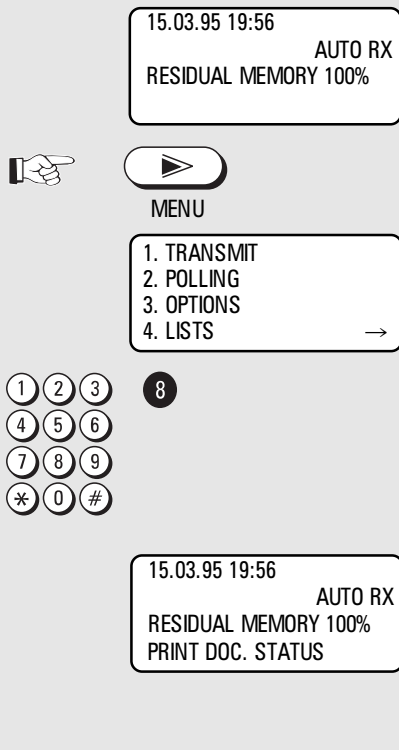 15.03.95 19:56
AUTO RX
RESIDUAL MEMORY 100%
MENU
1. TRANSMIT
2. POLLING
3. OPTIONS
4. LISTS →
1 2 3 8
4 5 6
7 8 9
* 0 #
15.03.95 19:56
AUTO RX
RESIDUAL MEMORY 100%
PRINT DOC. STATUS